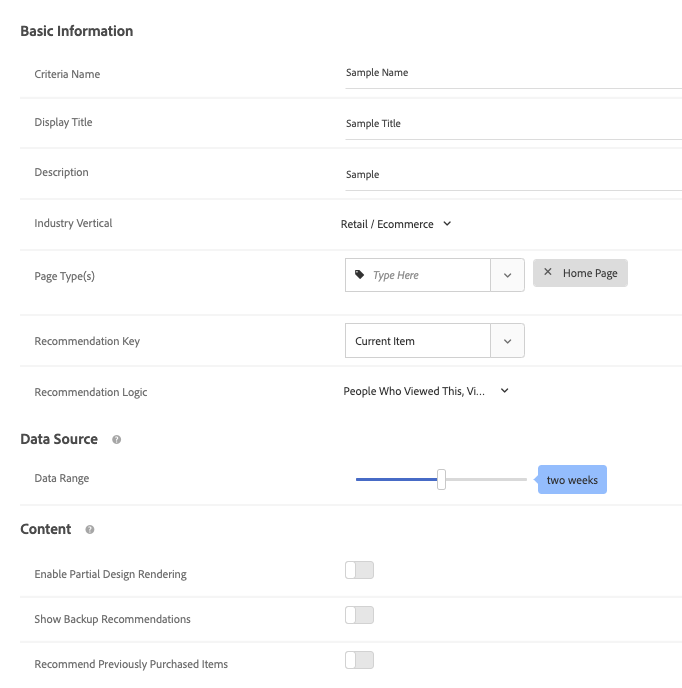 Basic Information
Criteria Name
Sample Name
Display Title
Sample Title
Description
Sample
Industry Vertical
Retail / Ecommerce
Page Type(s)
Type Here
Home Page
Recommendation Key
Current Item
Recommendation Logic
People Who Viewed This, Vi...
Data Source
Data Range
two weeks
Content
Enable Partial Design Rendering
Show Backup Recommendations
Recommend Previously Purchased Items